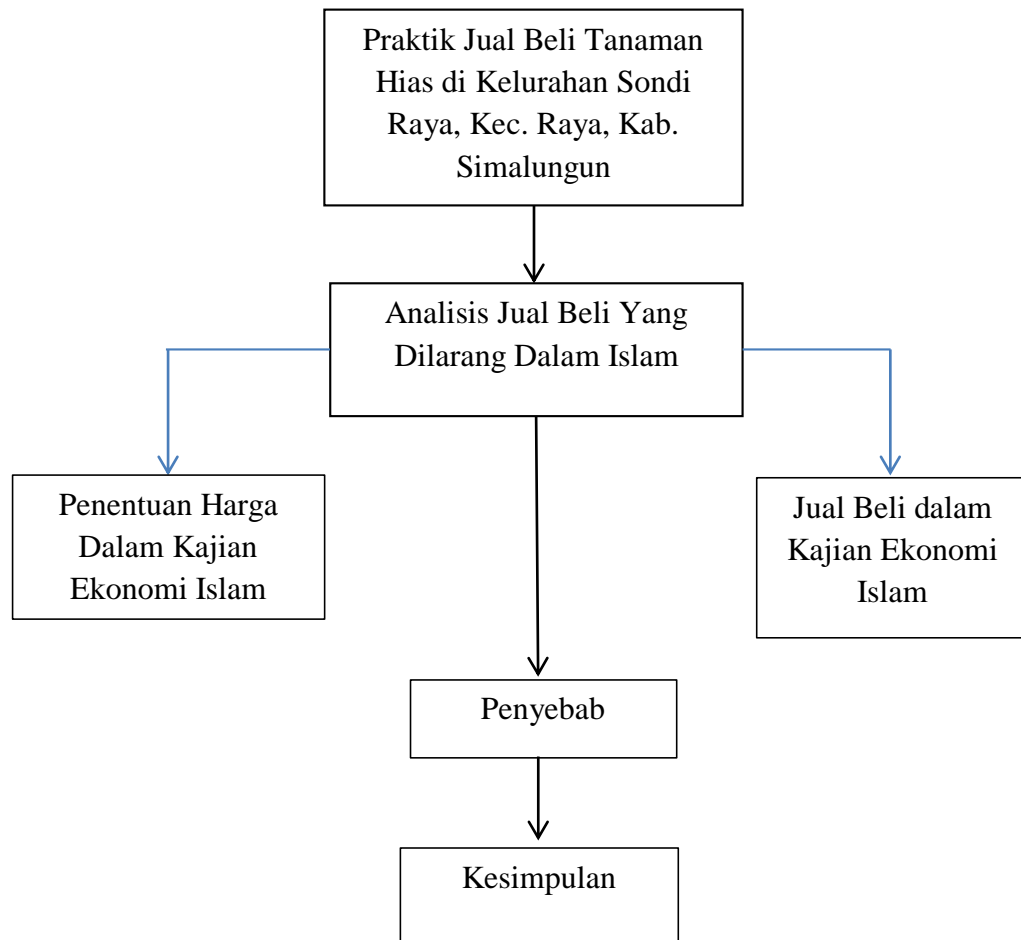 Praktik Jual Beli Tanaman
Hias di Kelurahan Sondi
Raya, Kec. Raya, Kab.
Simalungun
Analisis Jual Beli Yang
Dilarang Dalam Islam
Penentuan Harga
Dalam Kajian
Ekonomi Islam
Jual Beli dalam
Kajian Ekonomi
Islam
Penyebab
Kesimpulan